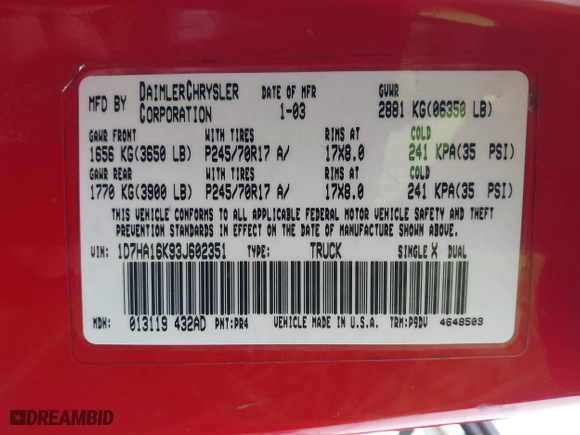 MFD BY DAIMLERCHRYSLER CORPORATION DATE OF MFR 1-03 GVWR 2881 KG(06350 LB)
GAWR FRONT WITH TIRES RIMS AT COLD
1656 KG(3650 LB) P245/70R17 A/ 17X8.0 241 KPA(35 PSI)
GAWR REAR WITH TIRES RIMS AT COLD
1770 KG(3900 LB) P245/70R17 A/ 17X8.0 241 KPA(35 PSI)
THIS VEHICLE CONFORMS TO ALL APPLICABLE FEDERAL MOTOR VEHICLE SAFETY AND THEFT
PREVENTION STANDARDS IN EFFECT ON THE DATE OF MANUFACTURE SHOWN ABOVE.
VIN: 1D7HA16K93J602351 TYPE: TRUCK SINGLE X DUAL
MDH: 013119 432AD PNT:PR4 VEHICLE MADE IN U.S.A. TRM:P9DV 4648509
DREAMBID